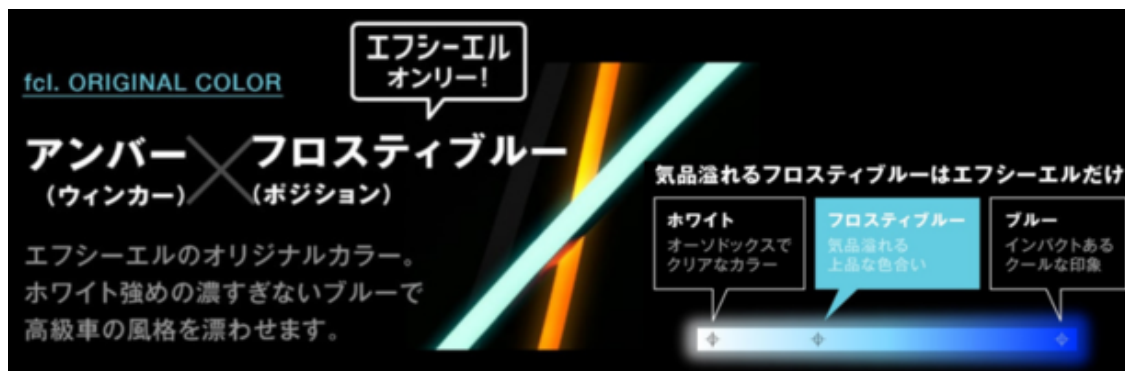 エフシーエル
オンリー!
fcl. ORIGINAL COLOR
アンバー×フロスティブルー
(ウィンカー) (ポジション)
エフシーエルのオリジナルカラー。
ホワイト強めの濃すぎないブルーで
高級車の風格を漂わせます。
気品溢れるフロスティブルーはエフシーエルだけ
ホワイト
オーソドックスで
クリアなカラー
フロスティブルー
気品溢れる
上品な色合い
ブルー
インパクトある
クールな印象